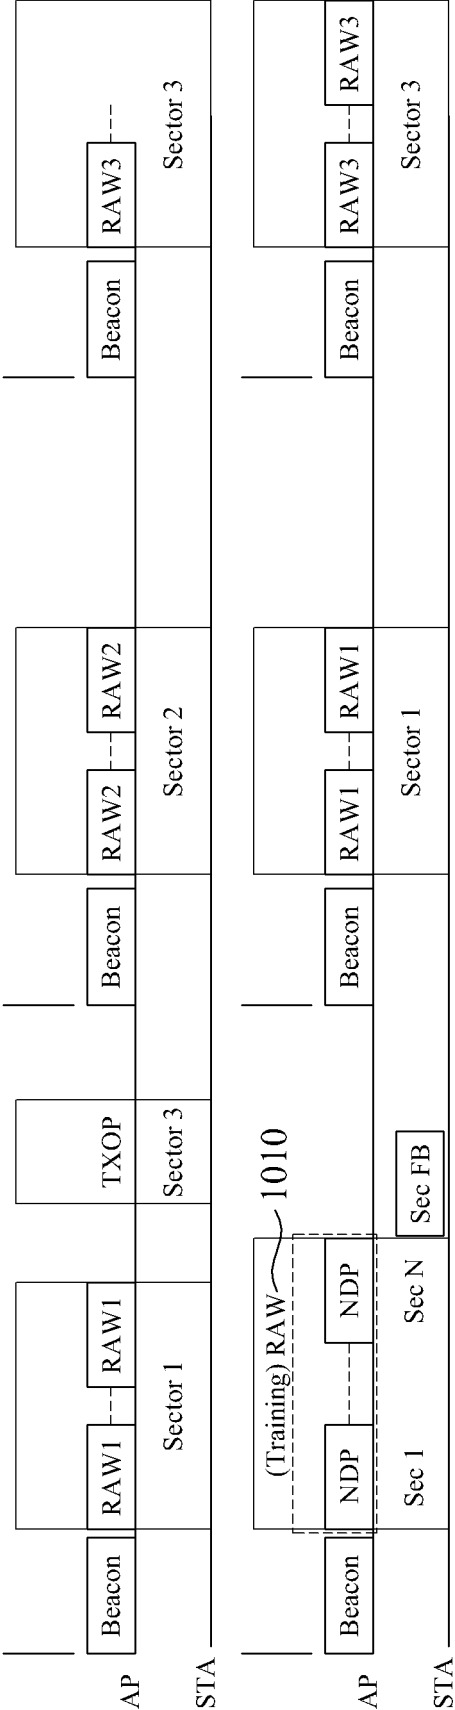 Beacon
RAW1
RAW1
TXOP
Beacon
RAW2
RAW2
Beacon
RAW3
AP
Sector 1
Sector 3
Sector 2
Sector 3
STA
(Training) RAW
1010
Beacon
NDP
NDP
Beacon
RAW1
RAW1
Beacon
RAW3
RAW3
AP
Sec 1
Sec N
Sec FB
Sector 1
Sector 3
STA